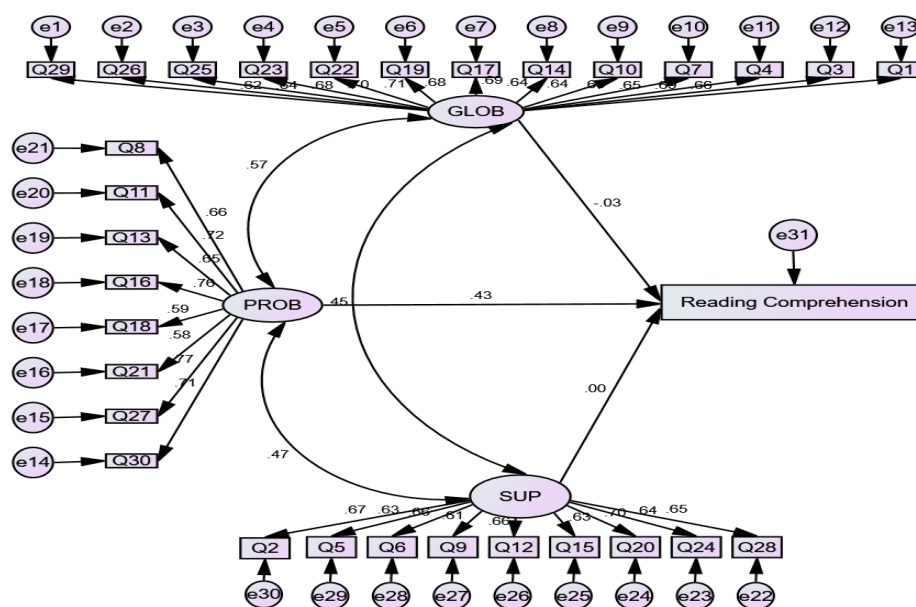 e1 e2 e3 e4 e5 e6 e7 e8 e9 e10 e11 e12 e13
Q29 Q26 Q25 Q23 Q22 Q19 Q17 Q14 Q10 Q7 Q4 Q3 Q1
.62 .64 .68 .70 .71 .68 .69 .64 .64 .65 .69 .66
GLOB
e21 Q8
.57
.66
e20 Q11
-.03
.72
e19 Q13
e31
.65
e18 Q16
.76
PROB .45 .43 Reading Comprehension
.59
e17 Q18
.58
e16 Q21
.77
.71
.00
e15 Q27
e14 Q30
.47
SUP
.67 .63 .66 .61 .66 .63 .70 .64 .65
Q2 Q5 Q6 Q9 Q12 Q15 Q20 Q24 Q28
e30 e29 e28 e27 e26 e25 e24 e23 e22